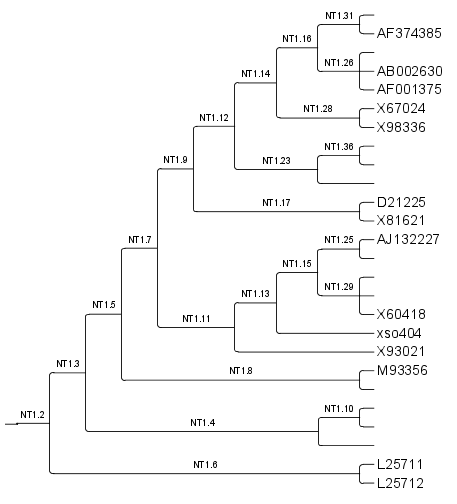 NT1.31
AF374385
NT1.16
NT1.26
AB002630
NT1.14
AF001375
X67024
NT1.28
NT1.12
X98336
NT1.36
NT1.9
NT1.23
D21225
NT1.17
X81621
NT1.7
NT1.25
AJ132227
NT1.15
NT1.29
NT1.13
NT1.5
X60418
NT1.11
xso404
X93021
NT1.3
NT1.8
M93356
NT1.2
NT1.10
NT1.4
L25711
NT1.6
L25712